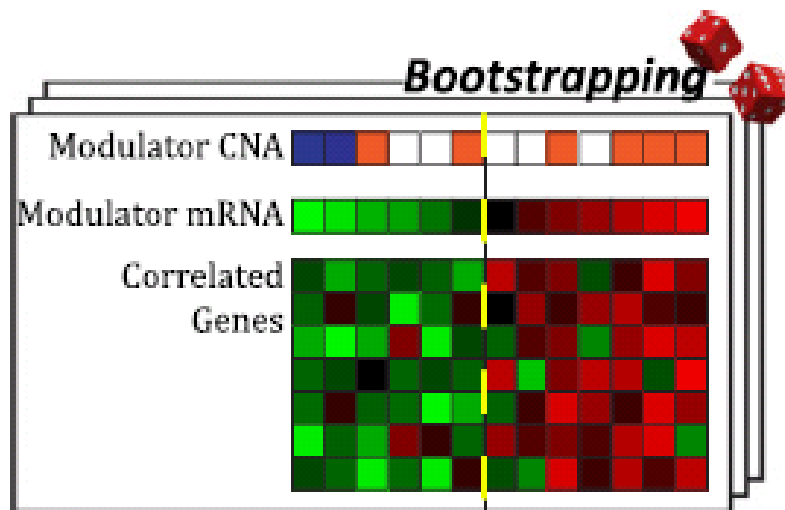 Bootstrapping
Modulator CNA
Modulator mRNA
Correlated
Genes